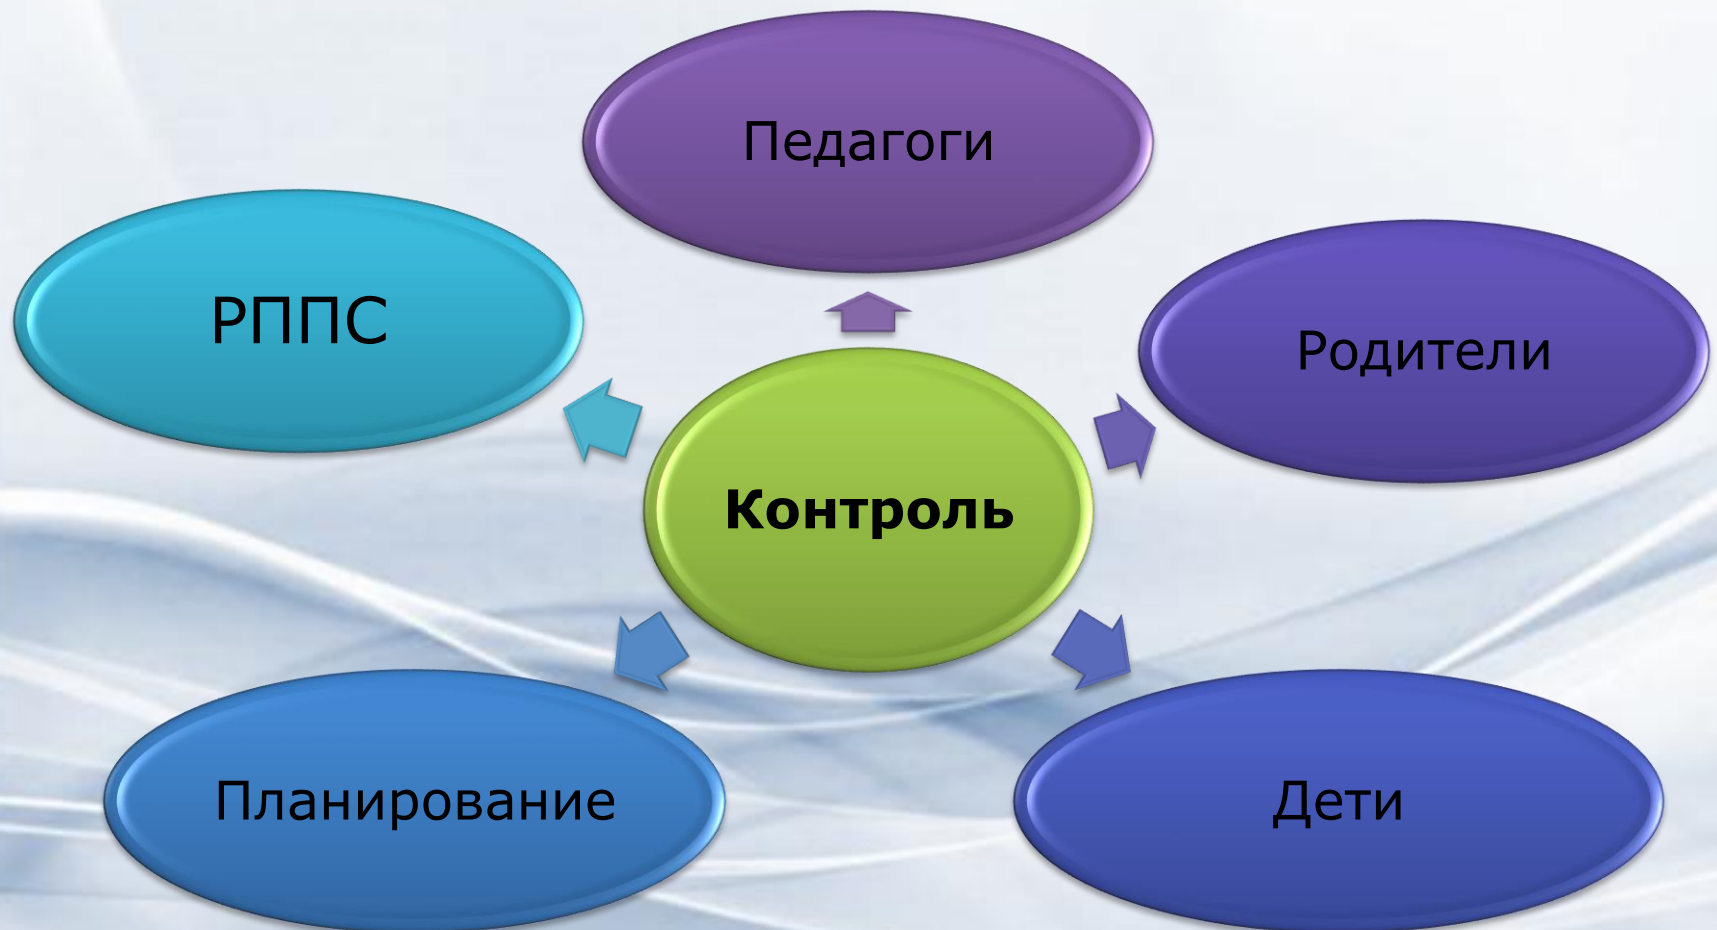 Педагоги
РППС
Родители
Контроль
Планирование
Дети